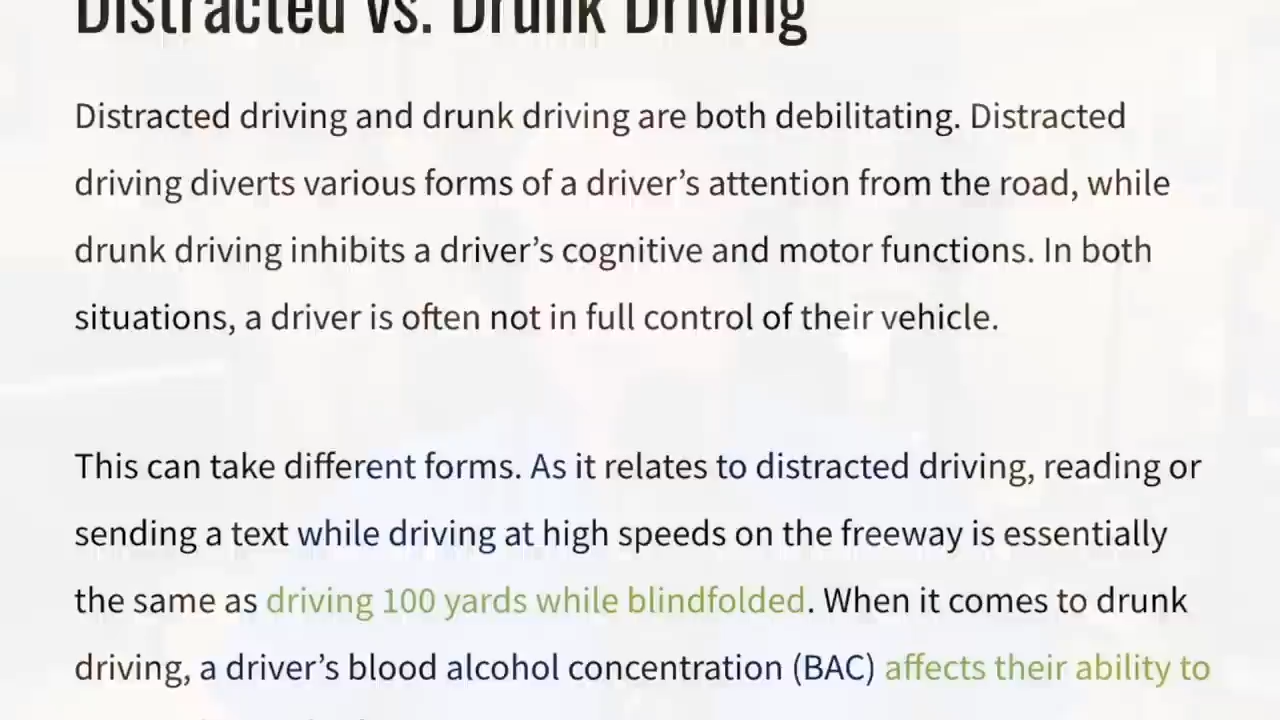 Distracted vs. Drunk Driving
Distracted driving and drunk driving are both debilitating. Distracted
driving diverts various forms of a driver’s attention from the road, while
drunk driving inhibits a driver’s cognitive and motor functions. In both
situations, a driver is often not in full control of their vehicle.
This can take different forms. As it relates to distracted driving, reading or
sending a text while driving at high speeds on the freeway is essentially
the same as driving 100 yards while blindfolded. When it comes to drunk
driving, a driver’s blood alcohol concentration (BAC) affects their ability to